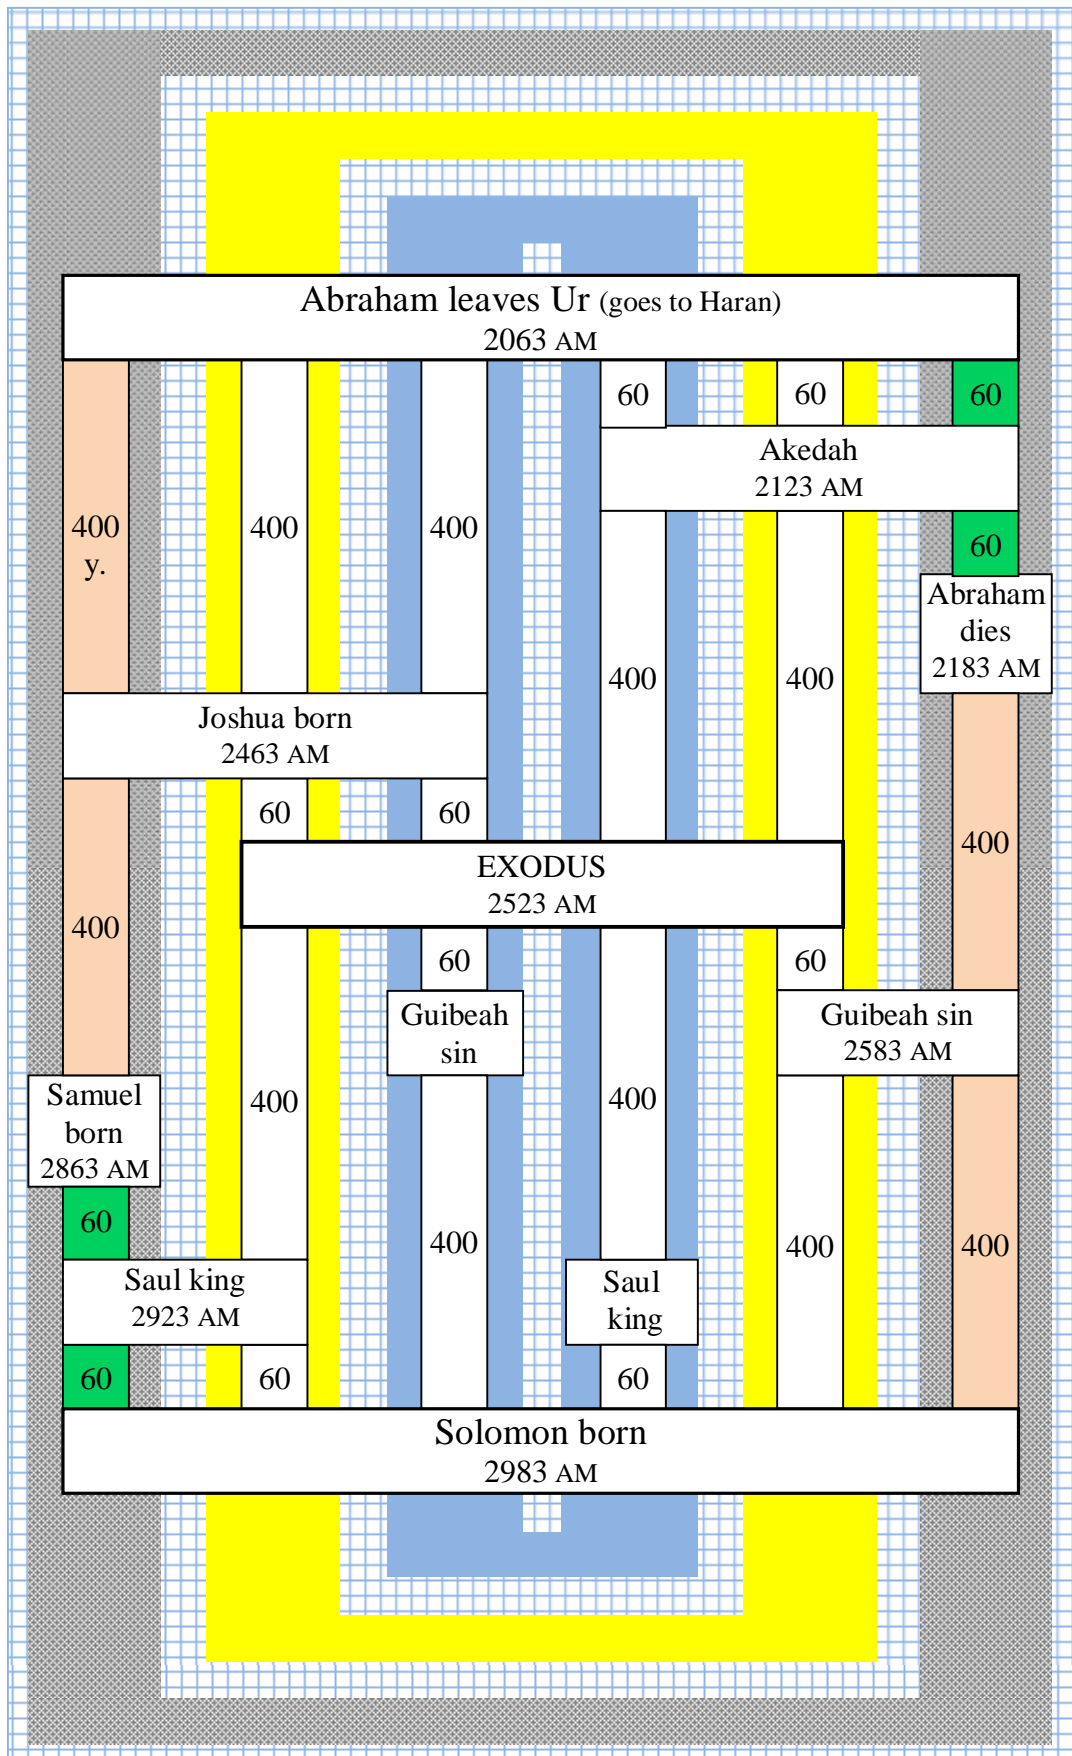 Abraham leaves Ur (goes to Haran)
2063 AM
60
60
60
Akedah
2123 AM
400
y.
400
400
60
Abraham
dies
2183 AM
400
400
Joshua born
2463 AM
60
60
400
EXODUS
2523 AM
400
60
60
Guibeah
sin
Guibeah sin
2583 AM
Samuel
born
2863 AM
400
400
60
400
400
400
Saul king
2923 AM
Saul
king
60
60
60
Solomon born
2983 AM